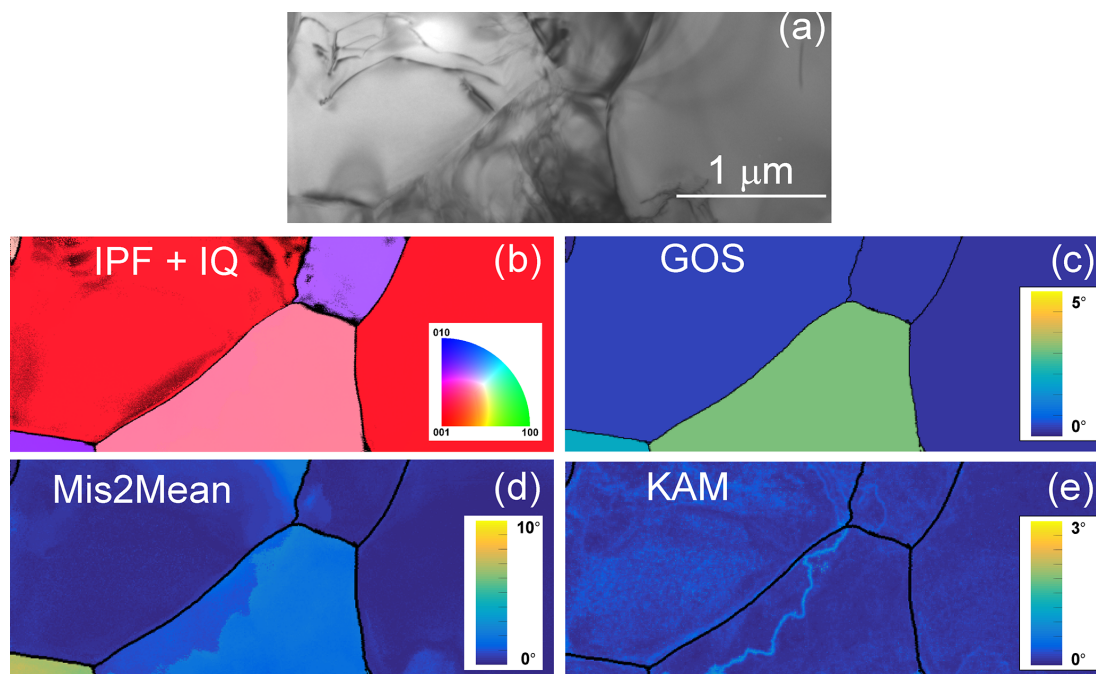 (a)
1 μm
IPF + IQ
(b)
010
001
100
GOS
(c)
5°
0°
Mis2Mean
(d)
10°
0°
KAM
(e)
3°
0°